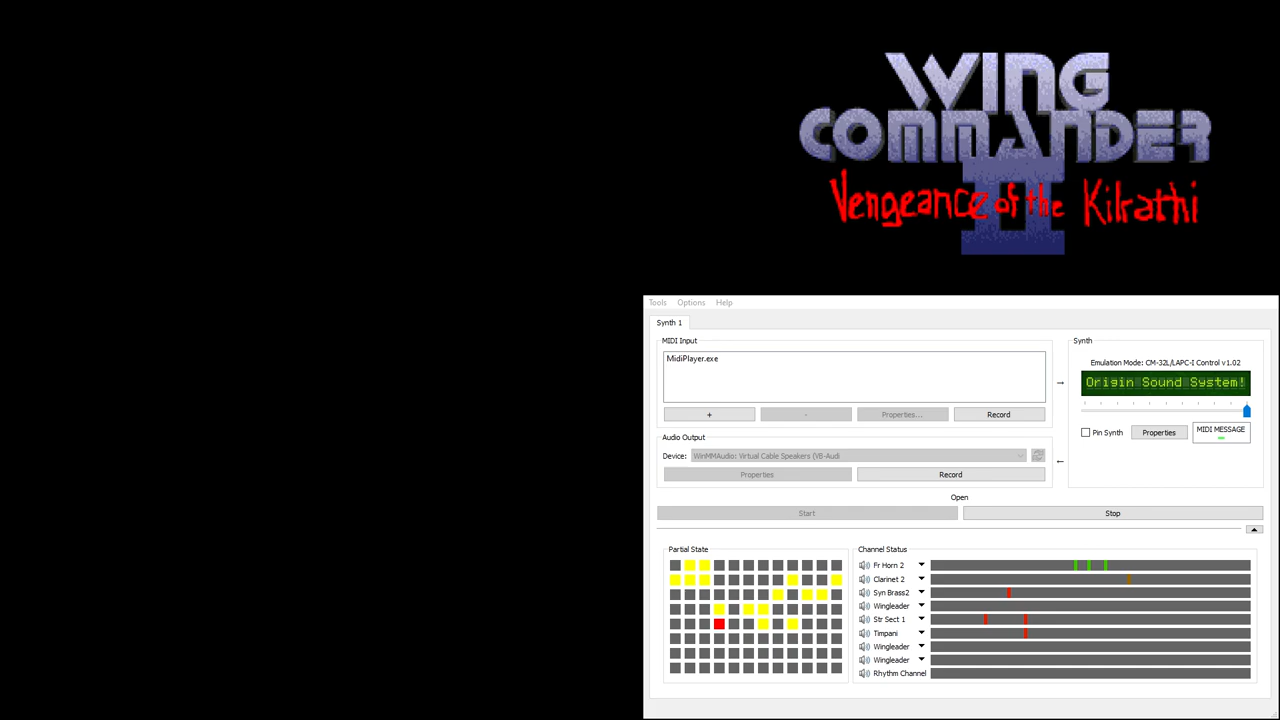 WING
COMMANDER
II
Vengeance of the Kilrathi
Tools Options Help
Synth 1
MIDI Input
MidiPlayer.exe
+ - Properties... Record
Synth
Emulation Mode: CM-32L/LAPC-I Control v1.02
Origin Sound System!
Pin Synth Properties MIDI MESSAGE
Audio Output
Device: WinMMAudio: Virtual Cable Speakers (VB-Audi
Properties Record
Open
Start Stop
Partial State
Channel Status
Fr Horn 2
Clarinet 2
Syn Brass2
Wingleader
Str Sect 1
Timpani
Wingleader
Wingleader
Rhythm Channel